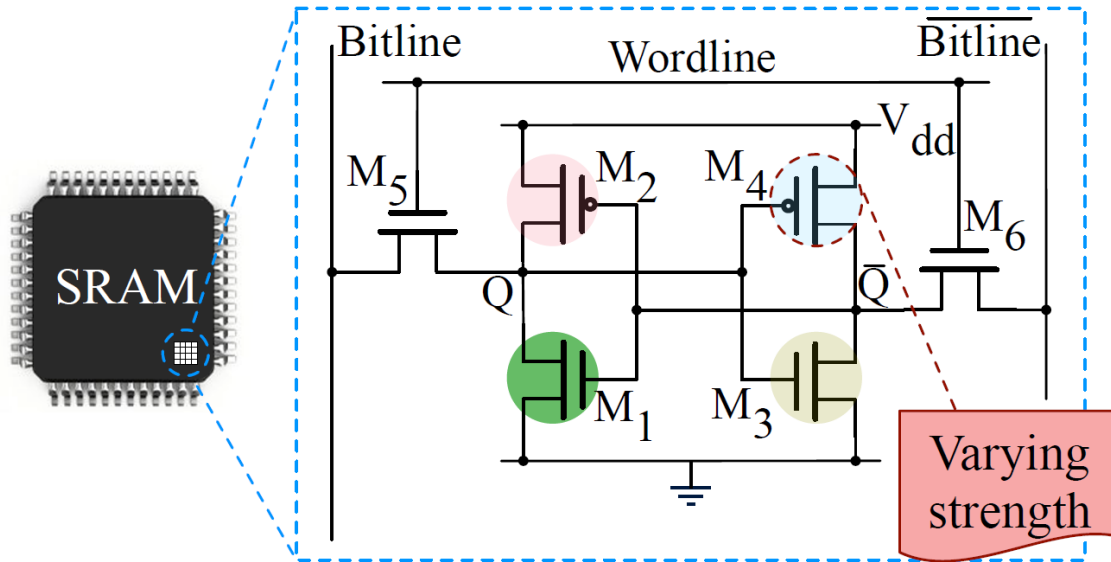 Bitline
Bitline
Wordline
V
dd
M
5
M
2
M
4
M
6
SRAM
Q
Q̅
M
1
M
3
Varying
strength